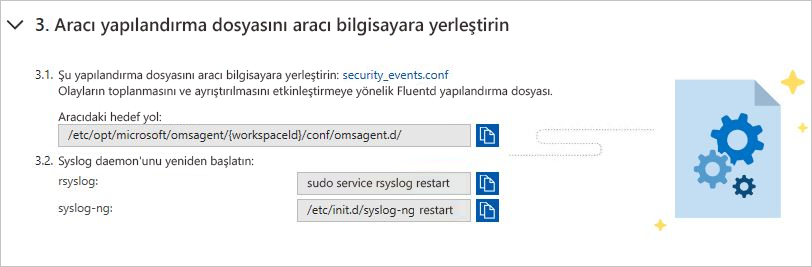 3. Aracı yapılandırma dosyasını aracı bilgisayara yerleştirin
3.1. Şu yapılandırma dosyasını aracı bilgisayara yerleştirin: security_events.conf
Olayların toplanmasını ve ayrıştırılmasını etkinleştirmeye yönelik Fluentd yapılandırma dosyası.
Aracıdaki hedef yol:
/etc/opt/microsoft/omsagent/{workspaceId}/conf/omsagent.d/
3.2. Syslog daemon'unu yeniden başlatın:
rsyslog: sudo service rsyslog restart
syslog-ng: /etc/init.d/syslog-ng restart